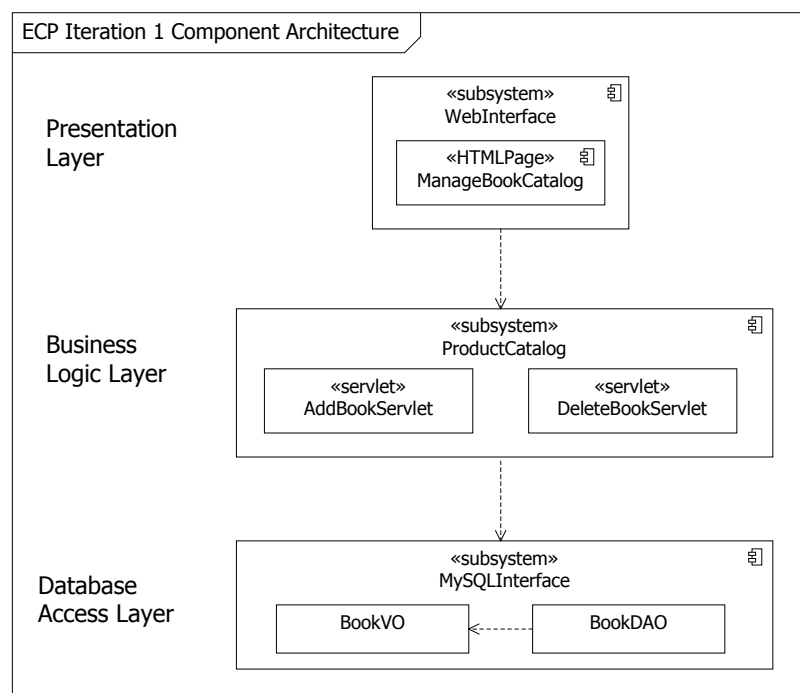 ECP Iteration 1 Component Architecture
Presentation
Layer
«subsystem»
WebInterface
«HTMLPage»
ManageBookCatalog
Business
Logic Layer
«subsystem»
ProductCatalog
«servlet»
AddBookServlet
«servlet»
DeleteBookServlet
Database
Access Layer
«subsystem»
MySQLInterface
BookVO
BookDAO